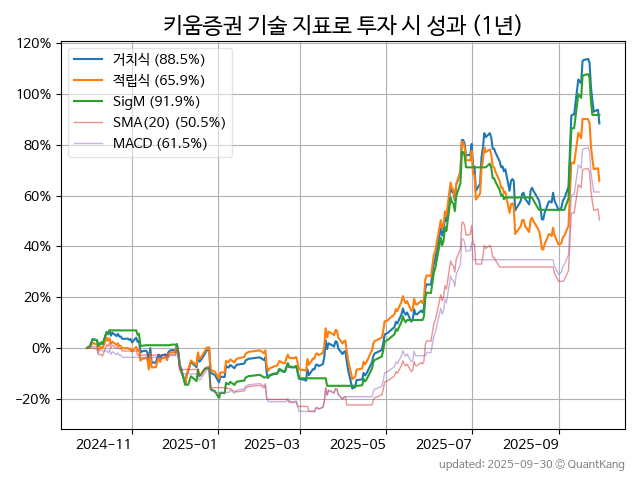 키움증권 기술 지표로 투자 시 성과 (1년)
120%
100%
80%
60%
40%
20%
0%
−20%
거치식 (88.5%)
적립식 (65.9%)
SigM (91.9%)
SMA(20) (50.5%)
MACD (61.5%)
2024-11 2025-01 2025-03 2025-05 2025-07 2025-09
updated: 2025-09-30 © QuantKang